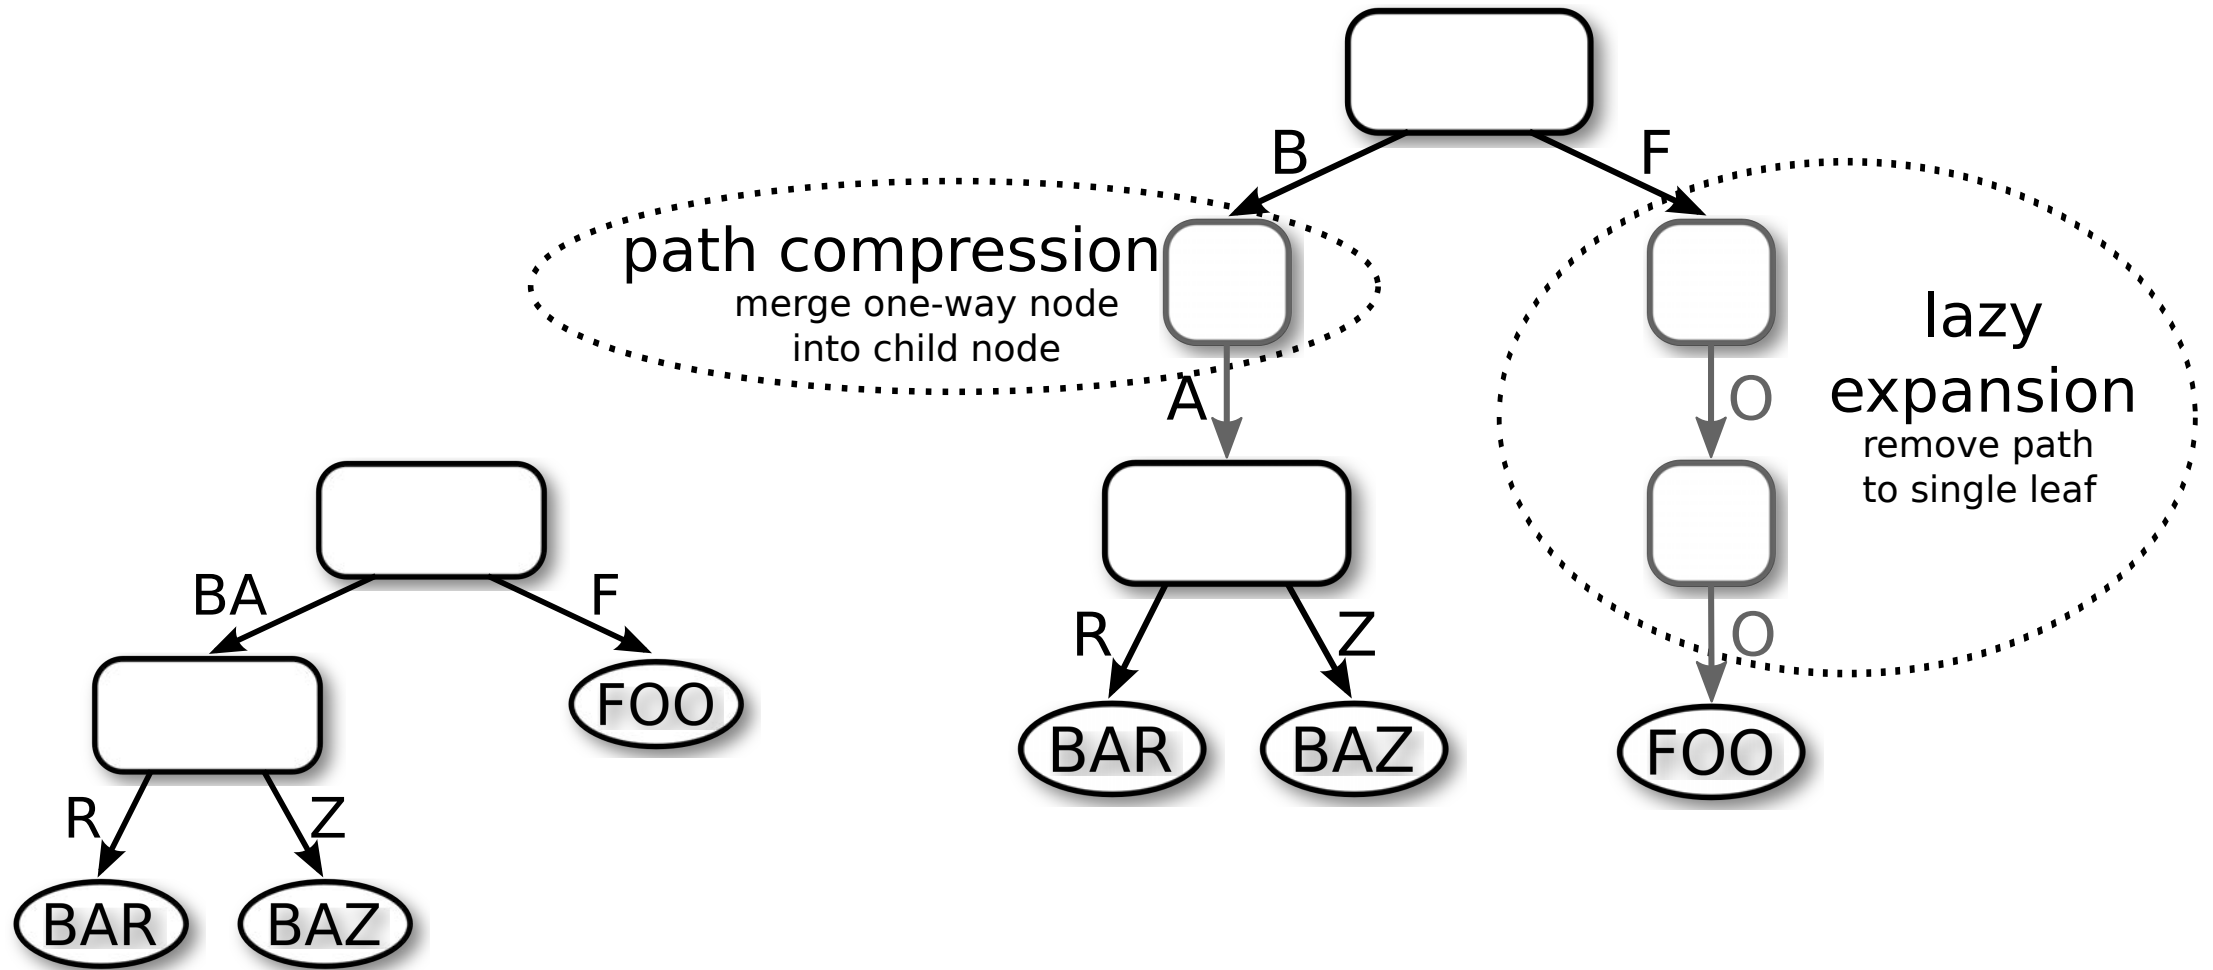 B
F
path compression
merge one-way node
into child node
A
lazy
expansion
remove path
to single leaf
O
O
R
Z
BAR
BAZ
FOO
BA
F
FOO
R
Z
BAR
BAZ